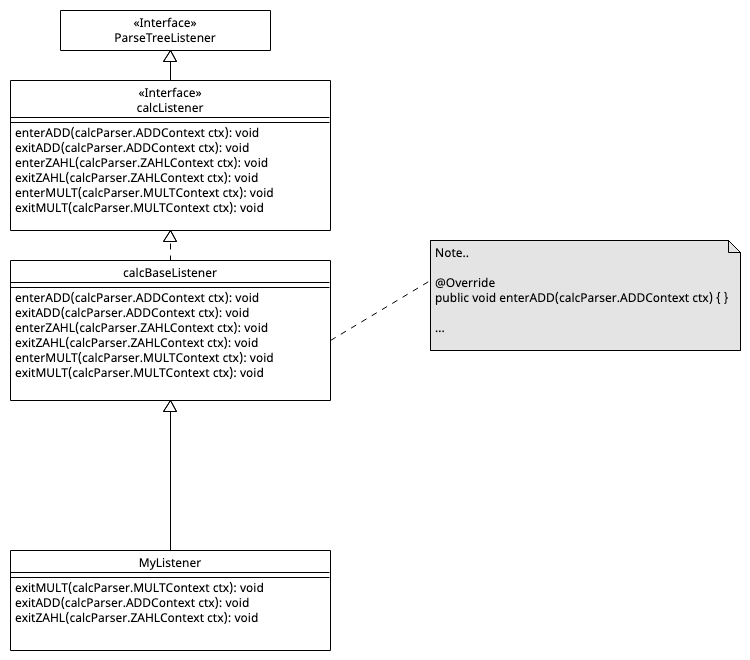 «Interface»
ParseTreeListener
«Interface»
calcListener
enterADD(calcParser.ADDContext ctx): void
exitADD(calcParser.ADDContext ctx): void
enterZAHL(calcParser.ZAHLContext ctx): void
exitZAHL(calcParser.ZAHLContext ctx): void
enterMULT(calcParser.MULTContext ctx): void
exitMULT(calcParser.MULTContext ctx): void
calcBaseListener
enterADD(calcParser.ADDContext ctx): void
exitADD(calcParser.ADDContext ctx): void
enterZAHL(calcParser.ZAHLContext ctx): void
exitZAHL(calcParser.ZAHLContext ctx): void
enterMULT(calcParser.MULTContext ctx): void
exitMULT(calcParser.MULTContext ctx): void
Note..
@Override
public void enterADD(calcParser.ADDContext ctx) { }
...
MyListener
exitMULT(calcParser.MULTContext ctx): void
exitADD(calcParser.ADDContext ctx): void
exitZAHL(calcParser.ZAHLContext ctx): void